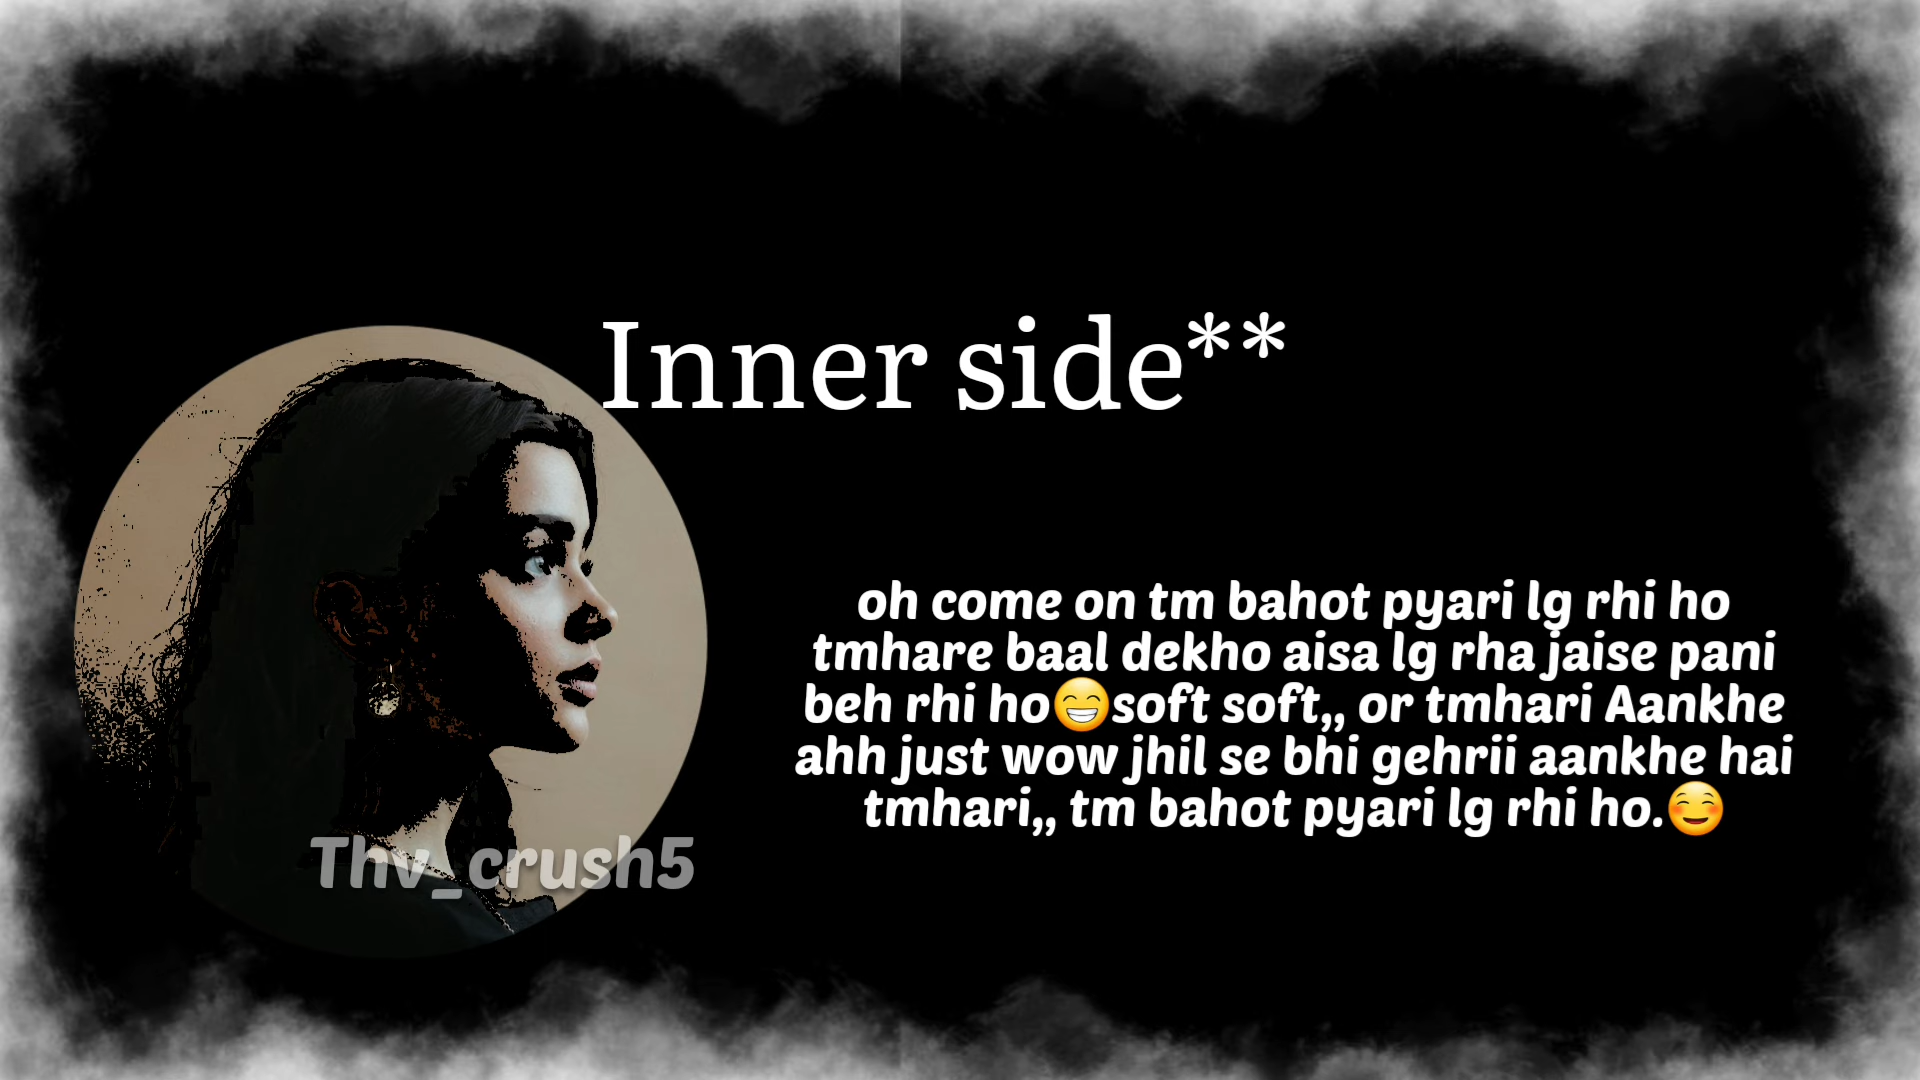 Inner side**
oh come on tm bahot pyari lg rhi ho
tmhare baal dekho aisa lg rha jaise pani
beh rhi ho😁soft soft,, or tmhari Aankhe
ahh just wow jhil se bhi gehrii aankhe hai
tmhari,, tm bahot pyari lg rhi ho.☺️
Thv_crush5